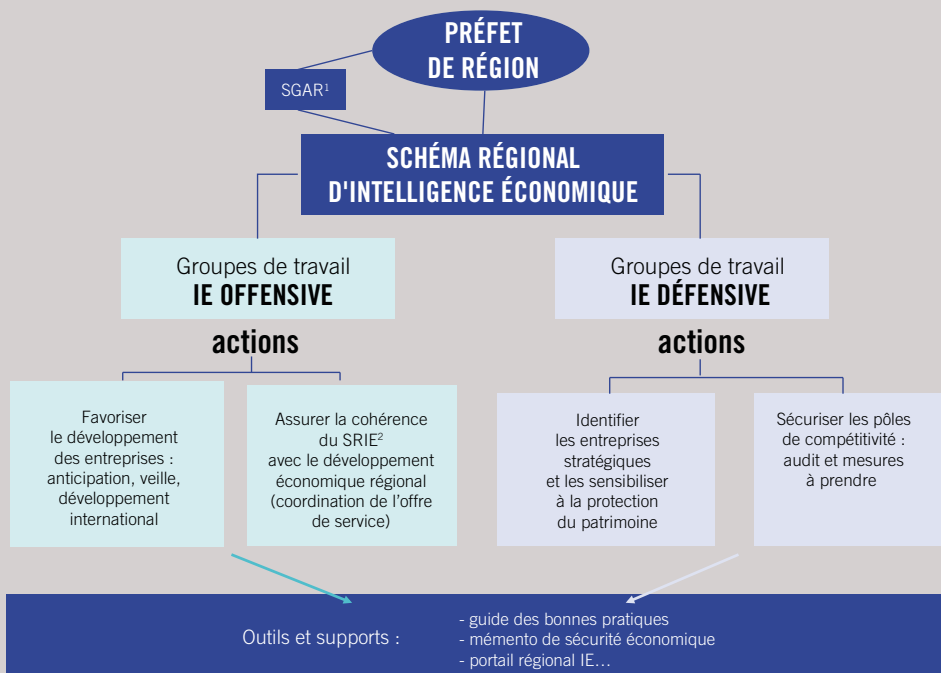 PRÉFET
DE RÉGION
SGAR¹
SCHÉMA RÉGIONAL
D'INTELLIGENCE ÉCONOMIQUE
Groupes de travail
IE OFFENSIVE
actions
Favoriser
le développement
des entreprises :
anticipation, veille,
développement
international
Assurer la cohérence
du SRIE²
avec le développement
économique régional
(coordination de l'offre
de service)
Groupes de travail
IE DÉFENSIVE
actions
Identifier
les entreprises
stratégiques
et les sensibiliser
à la protection
du patrimoine
Sécuriser les pôles
de compétitivité :
audit et mesures
à prendre
Outils et supports :
- guide des bonnes pratiques
- mémento de sécurité économique
- portail régional IE…